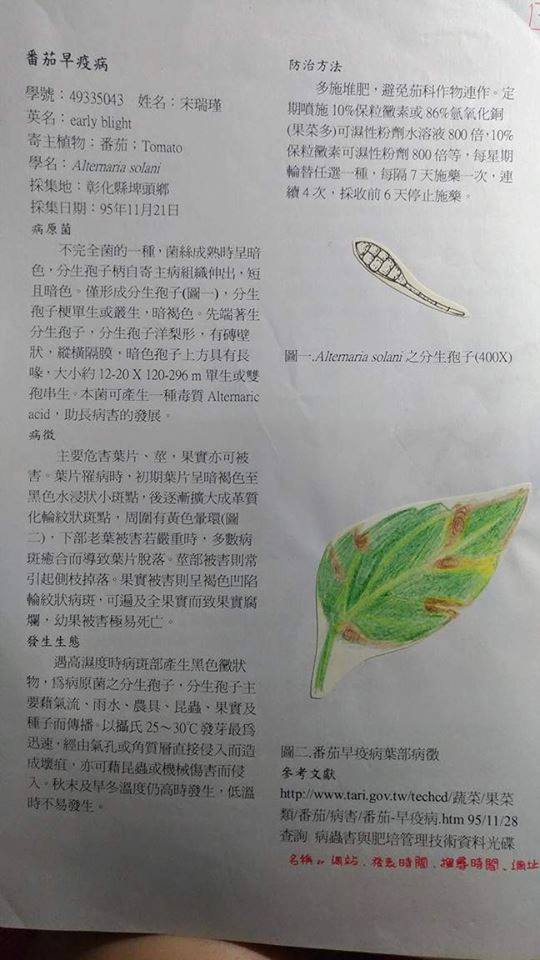 番茄早疫病
學號：49335043　姓名：宋瑞瑾
英名：early blight
寄主植物：番茄；Tomato
學名：Alternaria solani
採集地：彰化縣埤頭鄉
採集日期：95年11月21日
病原菌
不完全菌的一種，菌絲成熟時呈暗
色，分生孢子柄自寄主病組織伸出，短
且暗色。僅形成分生孢子(圖一)，分生
孢子梗單生或叢生，暗褐色。先端著生
分生孢子，分生孢子洋梨形，有磚壁
狀，縱橫隔膜，暗色孢子上方具有長
喙，大小約 12-20 X 120-296 m 單生或雙
孢串生。本菌可產生一種毒質 Alternaric
acid，助長病害的發展。
病徵
主要危害葉片、莖，果實亦可被
害。葉片罹病時，初期葉片呈暗褐色至
黑色水浸狀小斑點，後逐漸擴大成革質
化輪紋狀斑點，周圍有黃色暈環(圖
二)，下部老葉被害若嚴重時，多數病
斑癒合而導致葉片脫落。莖部被害則常
引起側枝掉落。果實被害則呈褐色凹陷
輪紋狀病斑，可遍及全果實而致果實腐
爛，幼果被害極易死亡。
發生生態
遇高濕度時病斑部產生黑色黴狀
物，為病原菌之分生孢子，分生孢子主
要藉氣流、雨水、農具、昆蟲、果實及
種子而傳播。以攝氏 25～30℃發芽最為
迅速，經由氣孔或角質層直接侵入而造
成壞疽，亦可藉昆蟲或機械傷害而侵
入。秋末及早冬溫度仍高時發生，低溫
時不易發生。
防治方法
多施堆肥，避免茄科作物連作。定
期噴施 10%保粒黴素或 86%氫氧化銅
(果菜多)可濕性粉劑水溶液 800 倍，10%
保粒黴素可濕性粉劑 800 倍等，每星期
輪替任選一種，每隔 7 天施藥一次，連
續 4 次，採收前 6 天停止施藥。
圖一.Alternaria solani 之分生孢子(400X)
圖二.番茄早疫病葉部病徵
參考文獻
http://www.tari.gov.tw/techcd/蔬菜/果菜
類/番茄/病害/番茄-早疫病.htm 95/11/28
查詢 病蟲害與肥培管理技術資料光碟
名稱，網站、發表時間、搜尋時間、網址